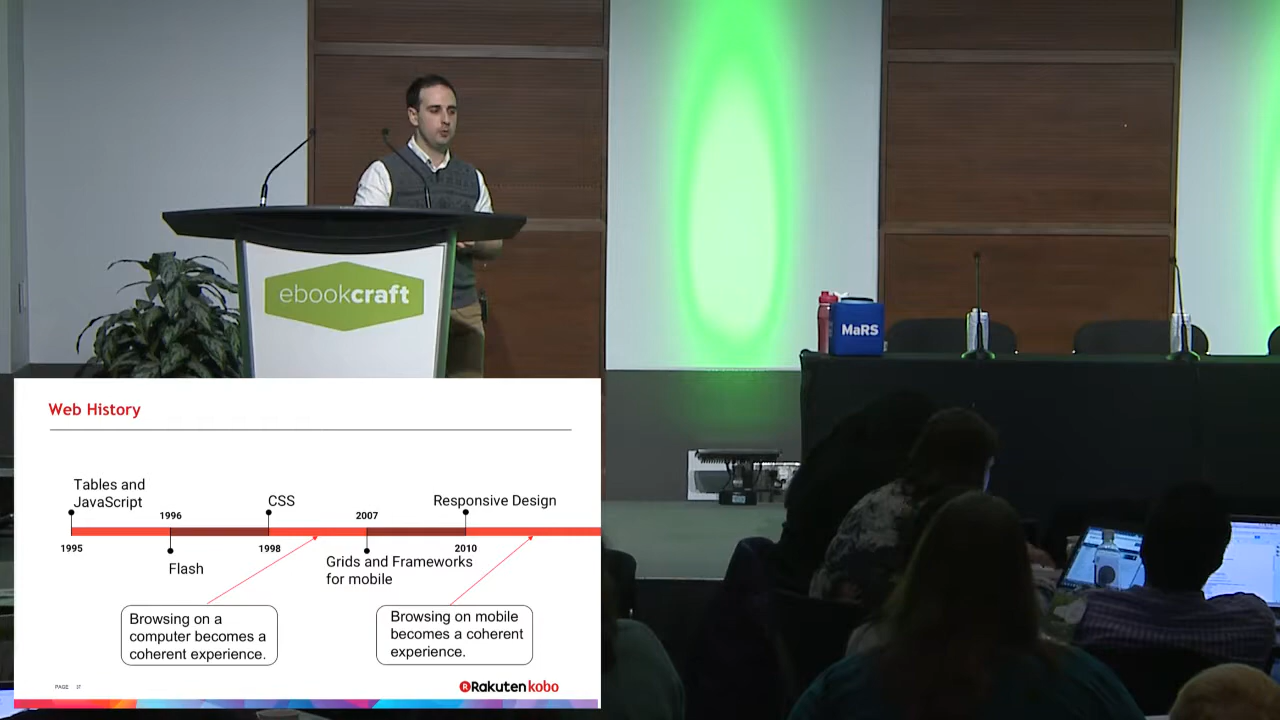 ebookcraft
MaRS
Web History
Tables and
JavaScript
1996
CSS
2007
Responsive Design
1995
Flash
1998
Grids and Frameworks
for mobile
2010
Browsing on a
computer becomes a
coherent experience.
Browsing on mobile
becomes a coherent
experience.
PAGE 17
Rakuten kobo